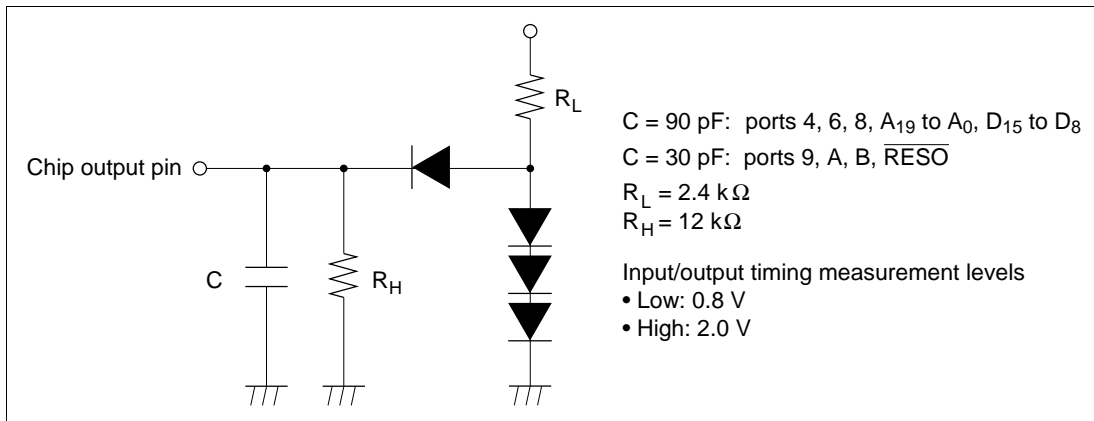 R_L
Chip output pin
C
R_H
C = 90 pF: ports 4, 6, 8, A₁₉ to A₀, D₁₅ to D₈
C = 30 pF: ports 9, A, B, R̅E̅S̅O̅
R_L = 2.4 kΩ
R_H = 12 kΩ
Input/output timing measurement levels
• Low: 0.8 V
• High: 2.0 V